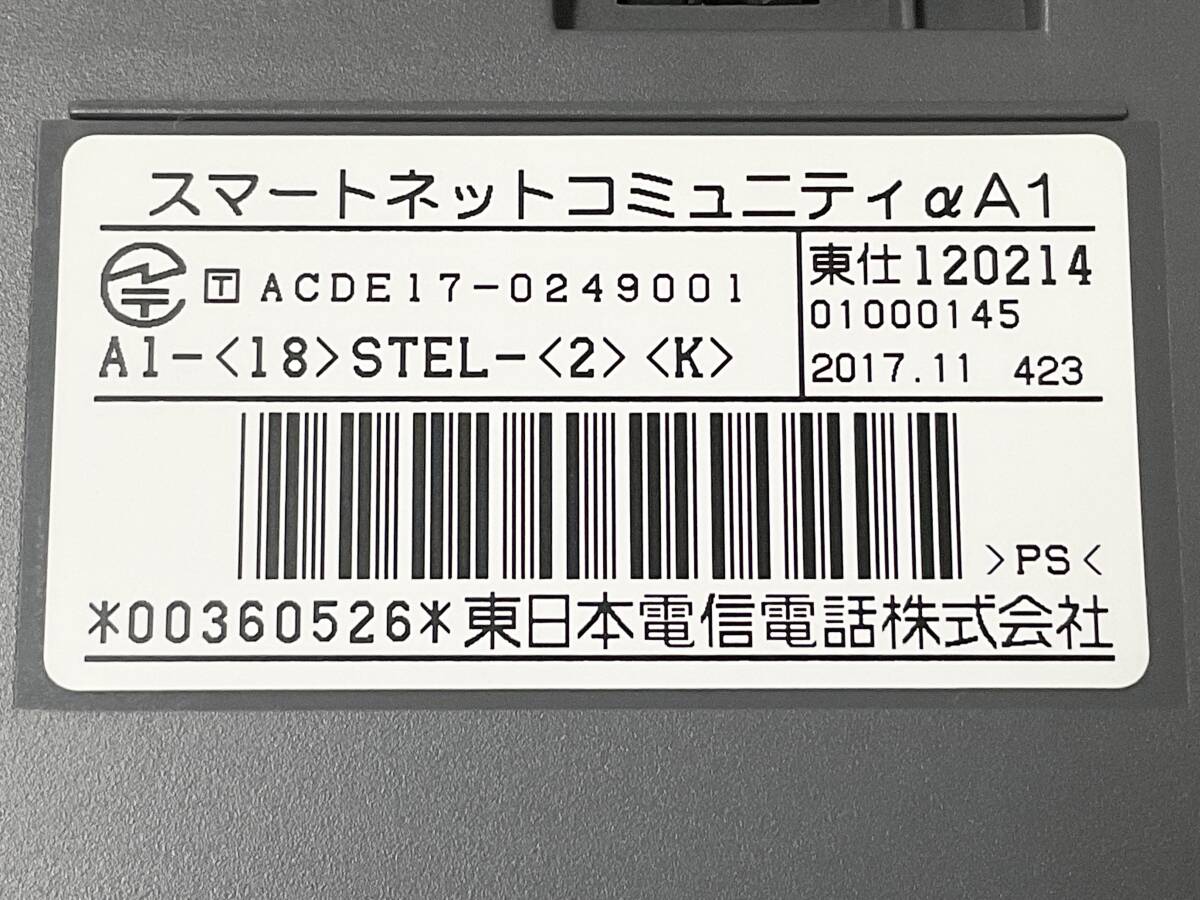 スマートネットコミュニティαA1
T ACDE17-0249001
A1-<18>STEL-<2><K>
東仕120214
01000145
2017.11 423
>PS<
*00360526*東日本電信電話株式会社